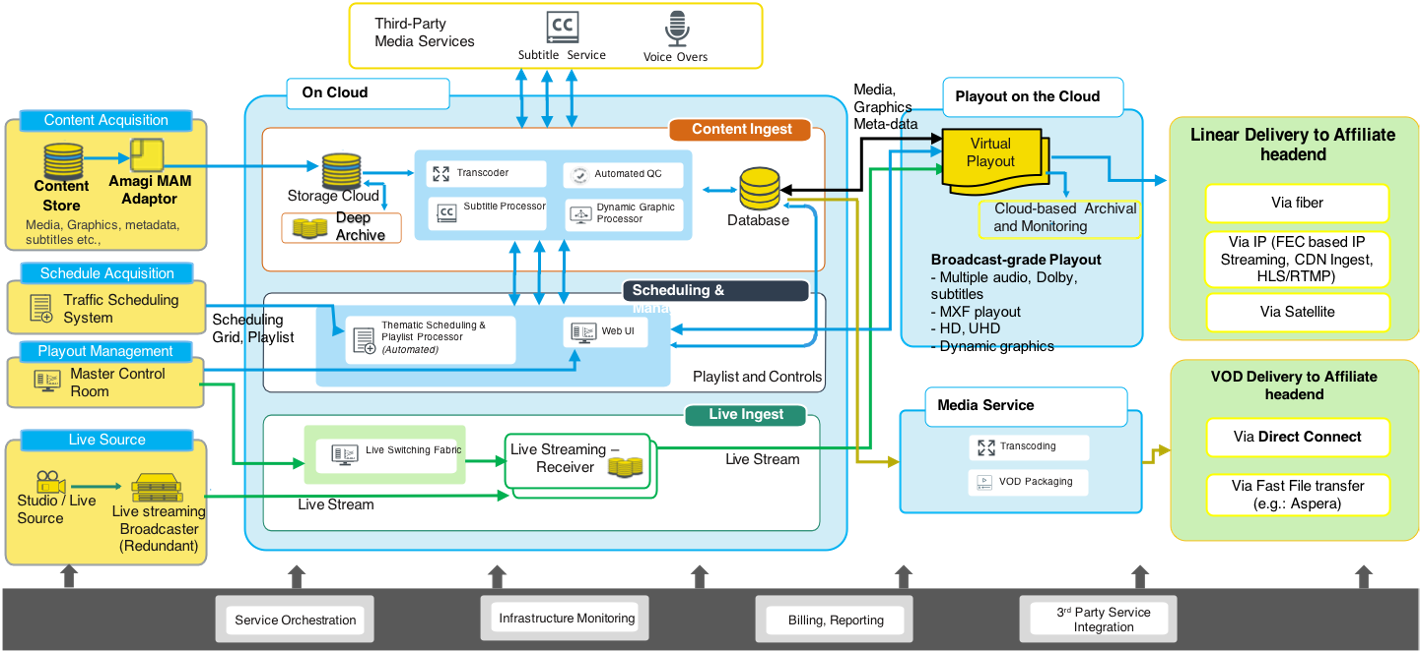 Third-Party
Media Services
CC
Subtitle Service
Voice Overs
On Cloud
Content Acquisition
Content
Store
Amagi MAM
Adaptor
Media, Graphics, metadata,
subtitles etc.,
Schedule Acquisition
Traffic Scheduling
System
Playout Management
Master Control
Room
Live Source
Studio / Live
Source
Live streaming
Broadcaster
(Redundant)
Scheduling
Grid, Playlist
Content Ingest
Storage Cloud
Deep
Archive
Transcoder
Automated QC
CC
Subtitle Processor
Dynamic Graphic
Processor
Database
Scheduling &
Thematic Scheduling &
Playlist Processor
(Automated)
Web UI
Playlist and Controls
Live Ingest
Live Switching Fabric
Live Streaming –
Receiver
Live Stream
Live Stream
Media,
Graphics
Meta-data
Playout on the Cloud
Virtual
Playout
Cloud-based Archival
and Monitoring
Broadcast-grade Playout
- Multiple audio, Dolby,
subtitles
- MXF playout
- HD, UHD
- Dynamic graphics
Media Service
Transcoding
VOD Packaging
Linear Delivery to Affiliate
headend
Via fiber
Via IP (FEC based IP
Streaming, CDN Ingest,
HLS/RTMP)
Via Satellite
VOD Delivery to Affiliate
headend
Via Direct Connect
Via Fast File transfer
(e.g.: Aspera)
Service Orchestration
Infrastructure Monitoring
Billing, Reporting
3rd Party Service
Integration